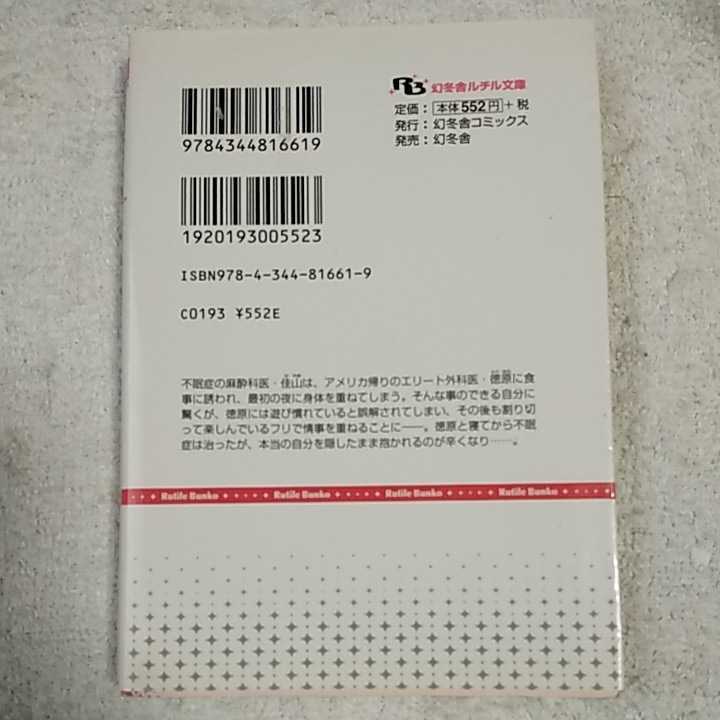 RB 幻冬舎ルチル文庫
定価：本体552円＋税
発行：幻冬舎コミックス
発売：幻冬舎
9784344816619
1920193005523
ISBN978-4-344-81661-9
C0193 ¥552E
不眠症の麻酔科医・佳山は、アメリカ帰りのエリート外科医・徳原に食
事に誘われ、最初の夜に身体を重ねてしまう。そんな事のできる自分に
驚くが、徳原には遊び慣れていると誤解されてしまい、その後も割り切
って楽しんでいるフリで情事を重ねることに――。徳原と寝てから不眠
症は治ったが、本当の自分を隠したまま抱かれるのが辛くなり……。
Rutile Bunko Rutile Bunko Rutile Bunko Rutile Bunko